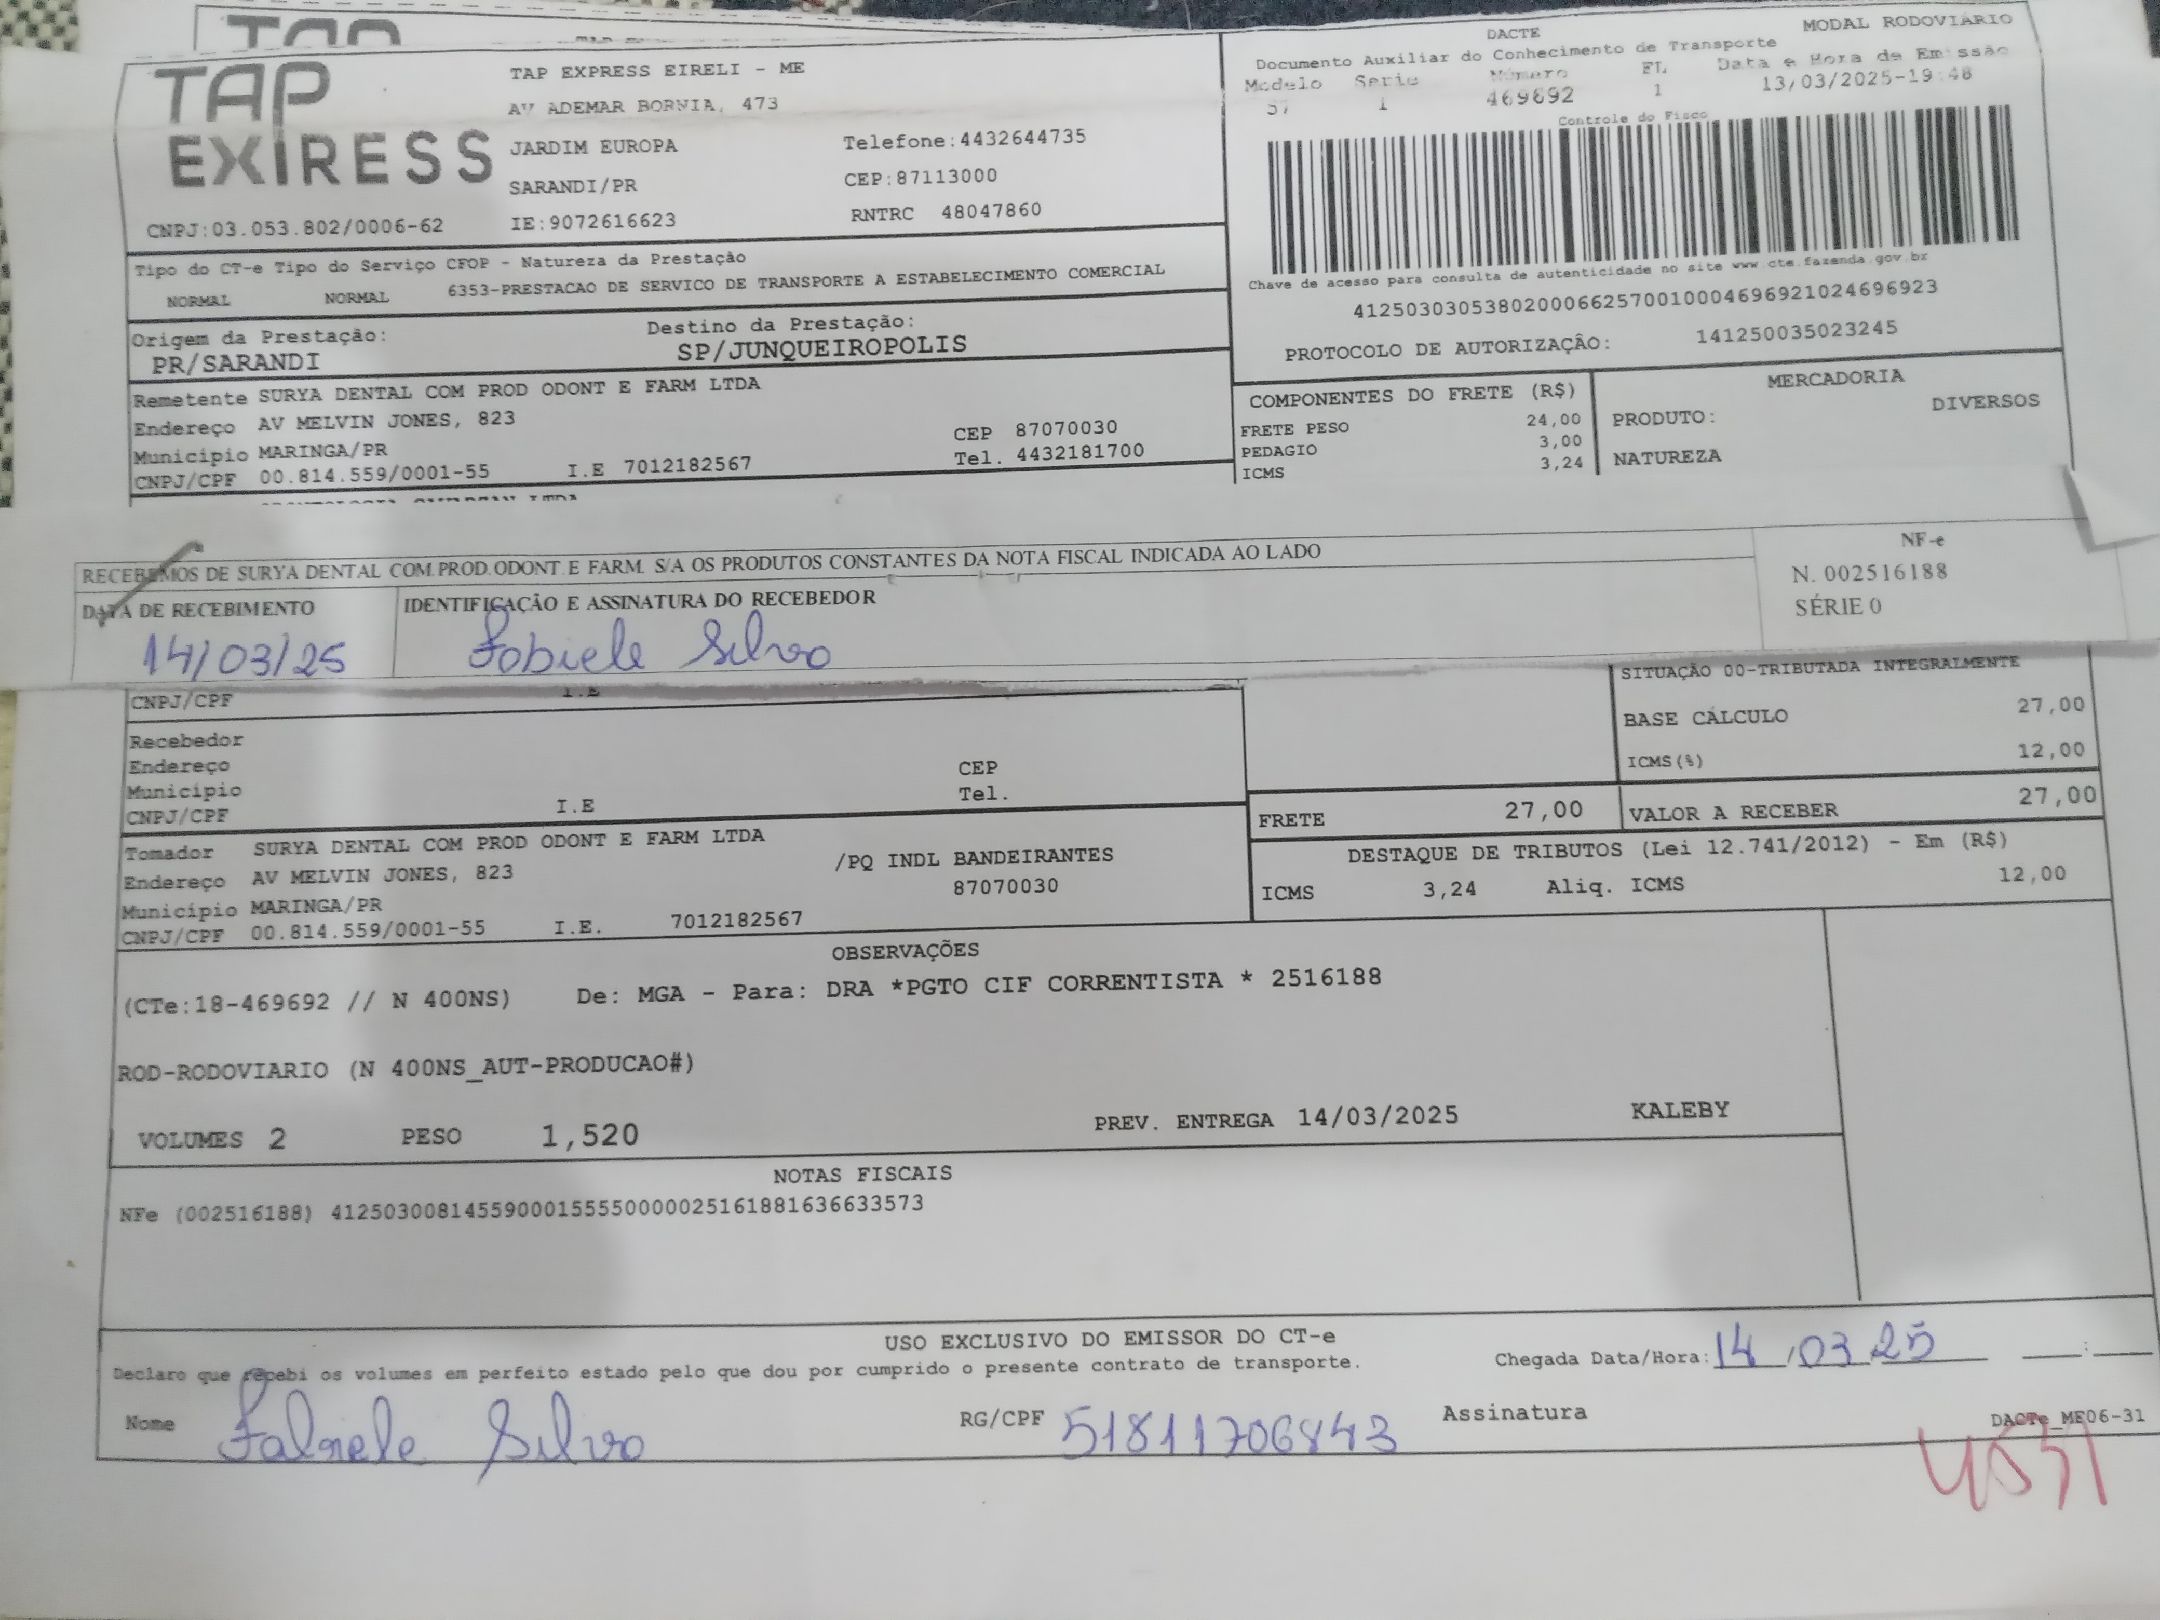 TAP
TAP EXPRESS EIRELI - ME
AV ADEMAR BORNIA, 473
JARDIM EUROPA Telefone:4432644735
SARANDI/PR CEP:87113000
CNPJ:03.053.802/0006-62 IE:9072616623 RNTRC 48047860
TAP
EXIRESS
DACTE MODAL RODOVIÁRIO
Documento Auxiliar do Conhecimento de Transporte
Modelo Serie Número FL Data e Hora de Emissão
57 1 469692 1 13/03/2025-19:48
Controle do Fisco
Chave de acesso para consulta de autenticidade no site www.cte.fazenda.gov.br
41250303053802000662570010004696921024696923
PROTOCOLO DE AUTORIZAÇÃO: 141250035023245
Tipo do CT-e Tipo do Serviço CFOP - Natureza da Prestação
NORMAL NORMAL 6353-PRESTACAO DE SERVICO DE TRANSPORTE A ESTABELECIMENTO COMERCIAL
Origem da Prestação: Destino da Prestação:
PR/SARANDI SP/JUNQUEIROPOLIS
Remetente SURYA DENTAL COM PROD ODONT E FARM LTDA
Endereço AV MELVIN JONES, 823 CEP 87070030
Município MARINGA/PR Tel. 4432181700
CNPJ/CPF 00.814.559/0001-55 I.E 7012182567
COMPONENTES DO FRETE (R$)
FRETE PESO 24,00
PEDAGIO 3,00
ICMS 3,24
MERCADORIA
PRODUTO: DIVERSOS
NATUREZA
RECEBEMOS DE SURYA DENTAL COM.PROD.ODONT.E FARM. S/A OS PRODUTOS CONSTANTES DA NOTA FISCAL INDICADA AO LADO
DATA DE RECEBIMENTO IDENTIFICAÇÃO E ASSINATURA DO RECEBEDOR
14/03/25 Fabiele Silva
NF-e
N. 002516188
SÉRIE 0
CNPJ/CPF I.E
Recebedor
Endereço CEP
Município Tel.
CNPJ/CPF I.E
SITUAÇÃO 00-TRIBUTADA INTEGRALMENTE
BASE CÁLCULO 27,00
ICMS(%) 12,00
FRETE 27,00 VALOR A RECEBER 27,00
Tomador SURYA DENTAL COM PROD ODONT E FARM LTDA
Endereço AV MELVIN JONES, 823 /PQ INDL BANDEIRANTES
Município MARINGA/PR 87070030
CNPJ/CPF 00.814.559/0001-55 I.E. 7012182567
DESTAQUE DE TRIBUTOS (Lei 12.741/2012) - Em (R$)
ICMS 3,24 Aliq. ICMS 12,00
OBSERVAÇÕES
(CTe:18-469692 // N 400NS) De: MGA - Para: DRA *PGTO CIF CORRENTISTA * 2516188
ROD-RODOVIARIO (N 400NS_AUT-PRODUCAO#)
VOLUMES 2 PESO 1,520 PREV. ENTREGA 14/03/2025 KALEBY
NOTAS FISCAIS
NFe (002516188) 41250300814559000155550000025161881636633573
USO EXCLUSIVO DO EMISSOR DO CT-e
Declaro que recebi os volumes em perfeito estado pelo que dou por cumprido o presente contrato de transporte.
Chegada Data/Hora: 14/03 25 :
Nome Fabiele Silva RG/CPF 51811706843 Assinatura
DACTe_ME06-31